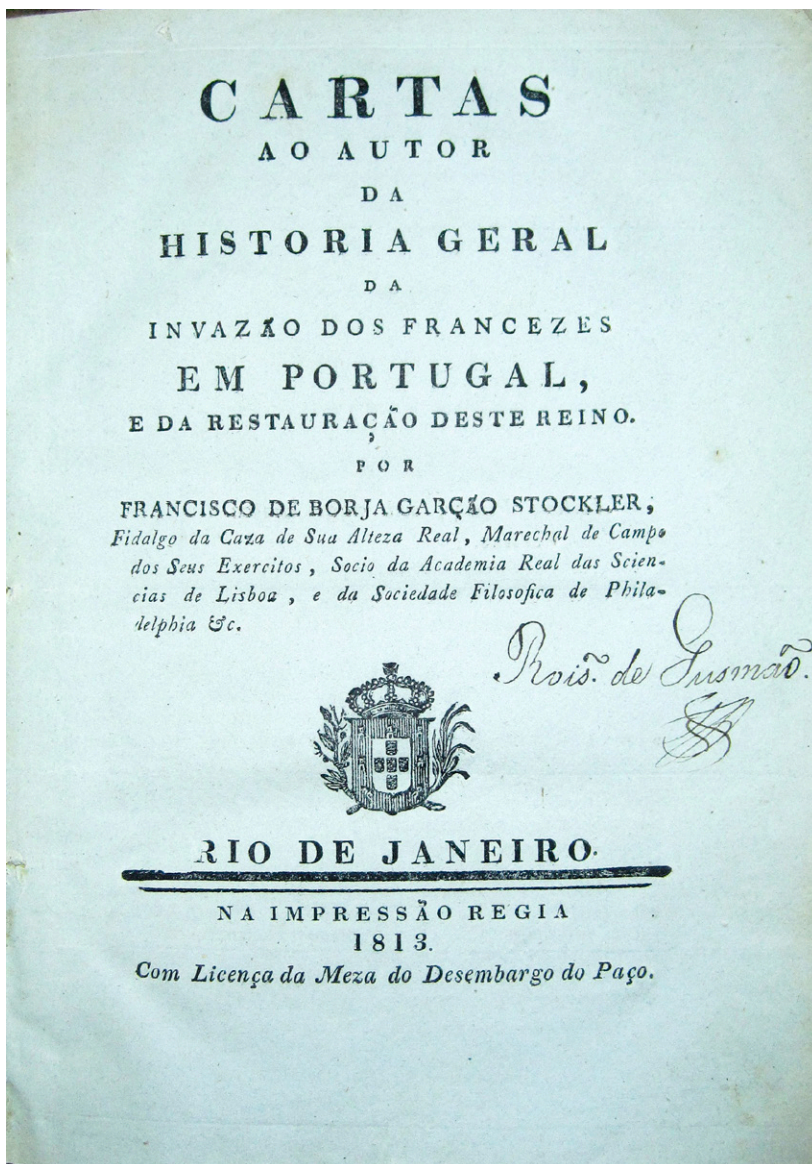 CARTAS
AO AUTOR
DA
HISTORIA GERAL
DA
INVAZÃO DOS FRANCEZES
EM PORTUGAL,
E DA RESTAURAÇÃO DESTE REINO.
POR
FRANCISCO DE BORJA GARÇÃO STOCKLER,
Fidalgo da Caza de Sua Alteza Real, Marechal de Campo
dos Seus Exercitos, Socio da Academia Real das Scien-
cias de Lisboa, e da Sociedade Filosofica de Phila-
delphia &c.
Rois. de Gusmão.
RIO DE JANEIRO.
NA IMPRESSÃO REGIA
1813.
Com Licença da Meza do Desembargo do Paço.